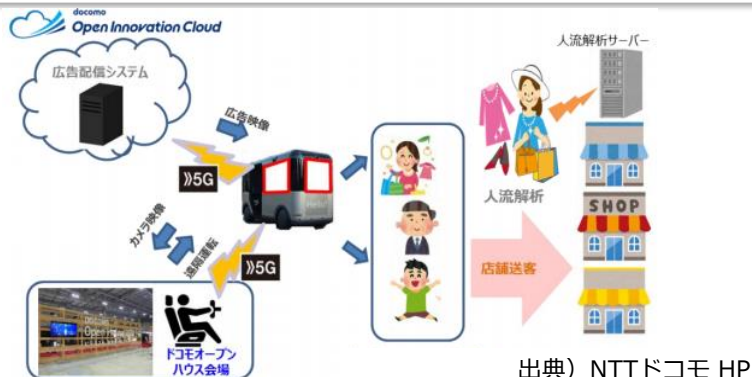 docomo
Open Innovation Cloud
広告配信システム
広告映像
》5G
カメラ映像
遠隔運転
》5G
ドコモオープン
ハウス会場
人流解析サーバー
人流解析
店舗送客
SHOP
出典）NTTドコモ HP